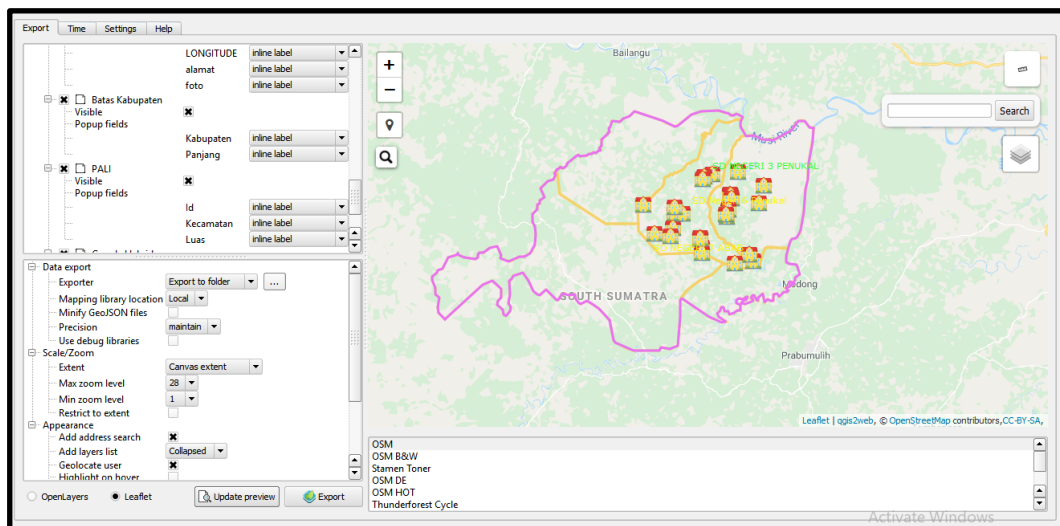 Export Time Settings Help
LONGITUDE inline label
alamat inline label
foto inline label
Batas Kabupaten
Visible
Popup fields
Kabupaten inline label
Panjang inline label
PALI
Visible
Popup fields
Id inline label
Kecamatan inline label
Luas inline label
Data export
Exporter Export to folder ...
Mapping library location Local
Minify GeoJSON files
Precision maintain
Use debug libraries
Scale/Zoom
Extent Canvas extent
Max zoom level 28
Min zoom level 1
Restrict to extent
Appearance
Add address search
Add layers list Collapsed
Geolocate user
Highlight on hover
OpenLayers Leaflet Update preview Export
+
−
Bailangu
Search
Musi River
NEGERI 3 PENUKAL
SOUTH SUMATRA
Modong
Prabumulih
Leaflet | qgis2web, © OpenStreetMap contributors,CC-BY-SA,
OSM
OSM B&W
Stamen Toner
OSM DE
OSM HOT
Thunderforest Cycle
Activate Windows